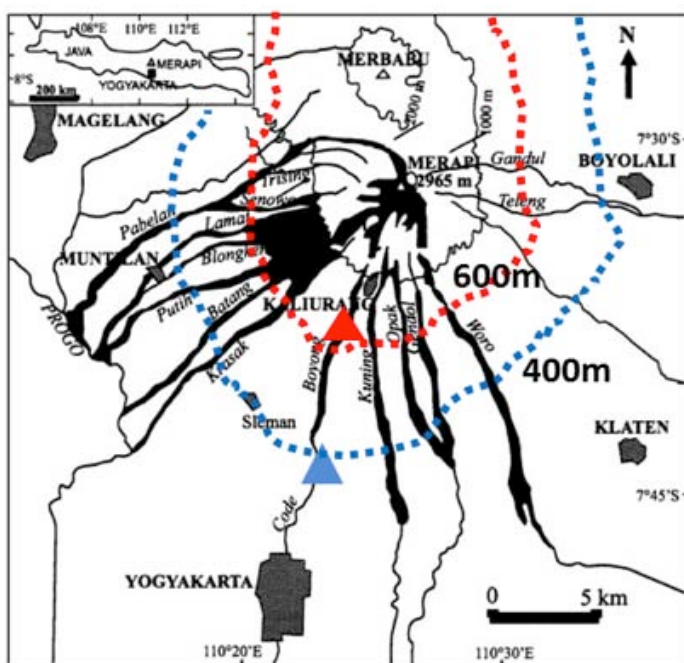 108°E 110°E 112°E
JAVA
MERAPI
8°S
YOGYAKARTA
200 km
MAGELANG
MERBABU
1000 m
1000 m
N
7°30'S
MERAPI
2965 m
Gandul
BOYOLALI
Teleng
Trising
Senowo
Pabelan
Lamat
MUNTILAN
Putih
Batang
Krasak
PROGO
KALIURANG
600m
Boyong
Kuning
Opak
Gendol
Woro
400m
Sleman
KLATEN
7°45'S
Code
YOGYAKARTA
0 5 km
110°20'E 110°30'E